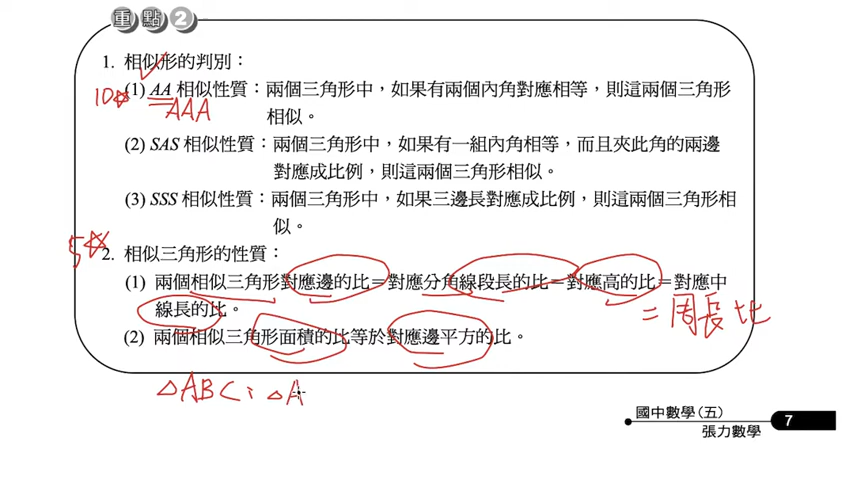 重點2
1. 相似形的判別：
10☆ (1) AA 相似性質：兩個三角形中，如果有兩個內角對應相等，則這兩個三角形
AAA
相似。
(2) SAS 相似性質：兩個三角形中，如果有一組內角相等，而且夾此角的兩邊
對應成比例，則這兩個三角形相似。
(3) SSS 相似性質：兩個三角形中，如果三邊長對應成比例，則這兩個三角形相
似。
5☆ 2. 相似三角形的性質：
(1) 兩個相似三角形對應邊的比＝對應分角線段長的比＝對應高的比＝對應中
線長的比。
= 周長比
(2) 兩個相似三角形面積的比等於對應邊平方的比。
△ABC：△A
國中數學（五）
張力數學
7